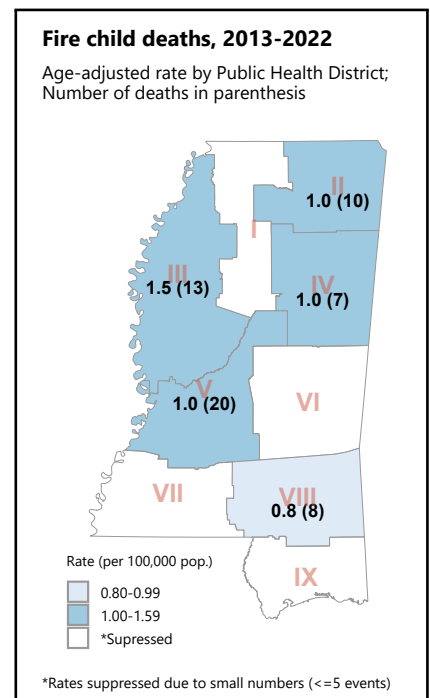 Fire child deaths, 2013-2022
Age-adjusted rate by Public Health District;
Number of deaths in parenthesis
II
1.0 (10)
I
III
1.5 (13)
IV
1.0 (7)
V
1.0 (20)
VI
VII
VIII
0.8 (8)
IX
Rate (per 100,000 pop.)
0.80-0.99
1.00-1.59
*Supressed
*Rates suppressed due to small numbers (<=5 events)